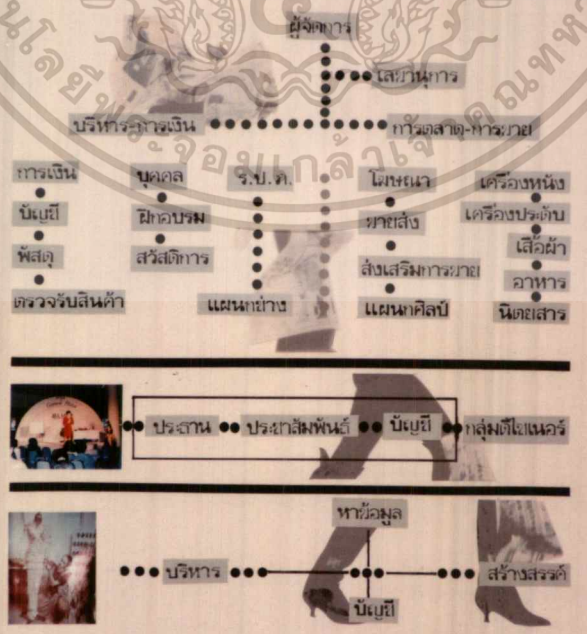 ผู้จัดการ
เลขานุการ
บริหาร-การเงิน การตลาด-การขาย
การเงิน บุคคล ร.ป.ภ. โฆษณา เครื่องหนัง
บัญชี ฝึกอบรม ขายส่ง เครื่องประดับ
พัสดุ สวัสดิการ ส่งเสริมการขาย เสื้อผ้า
อาหาร
ตรวจรับสินค้า แผนกช่าง แผนกศิลป์ นิตยสาร
ประธาน ประชาสัมพันธ์ บัญชี กลุ่มดีไซเนอร์
หาข้อมูล
บริหาร สร้างสรรค์
บัญชี